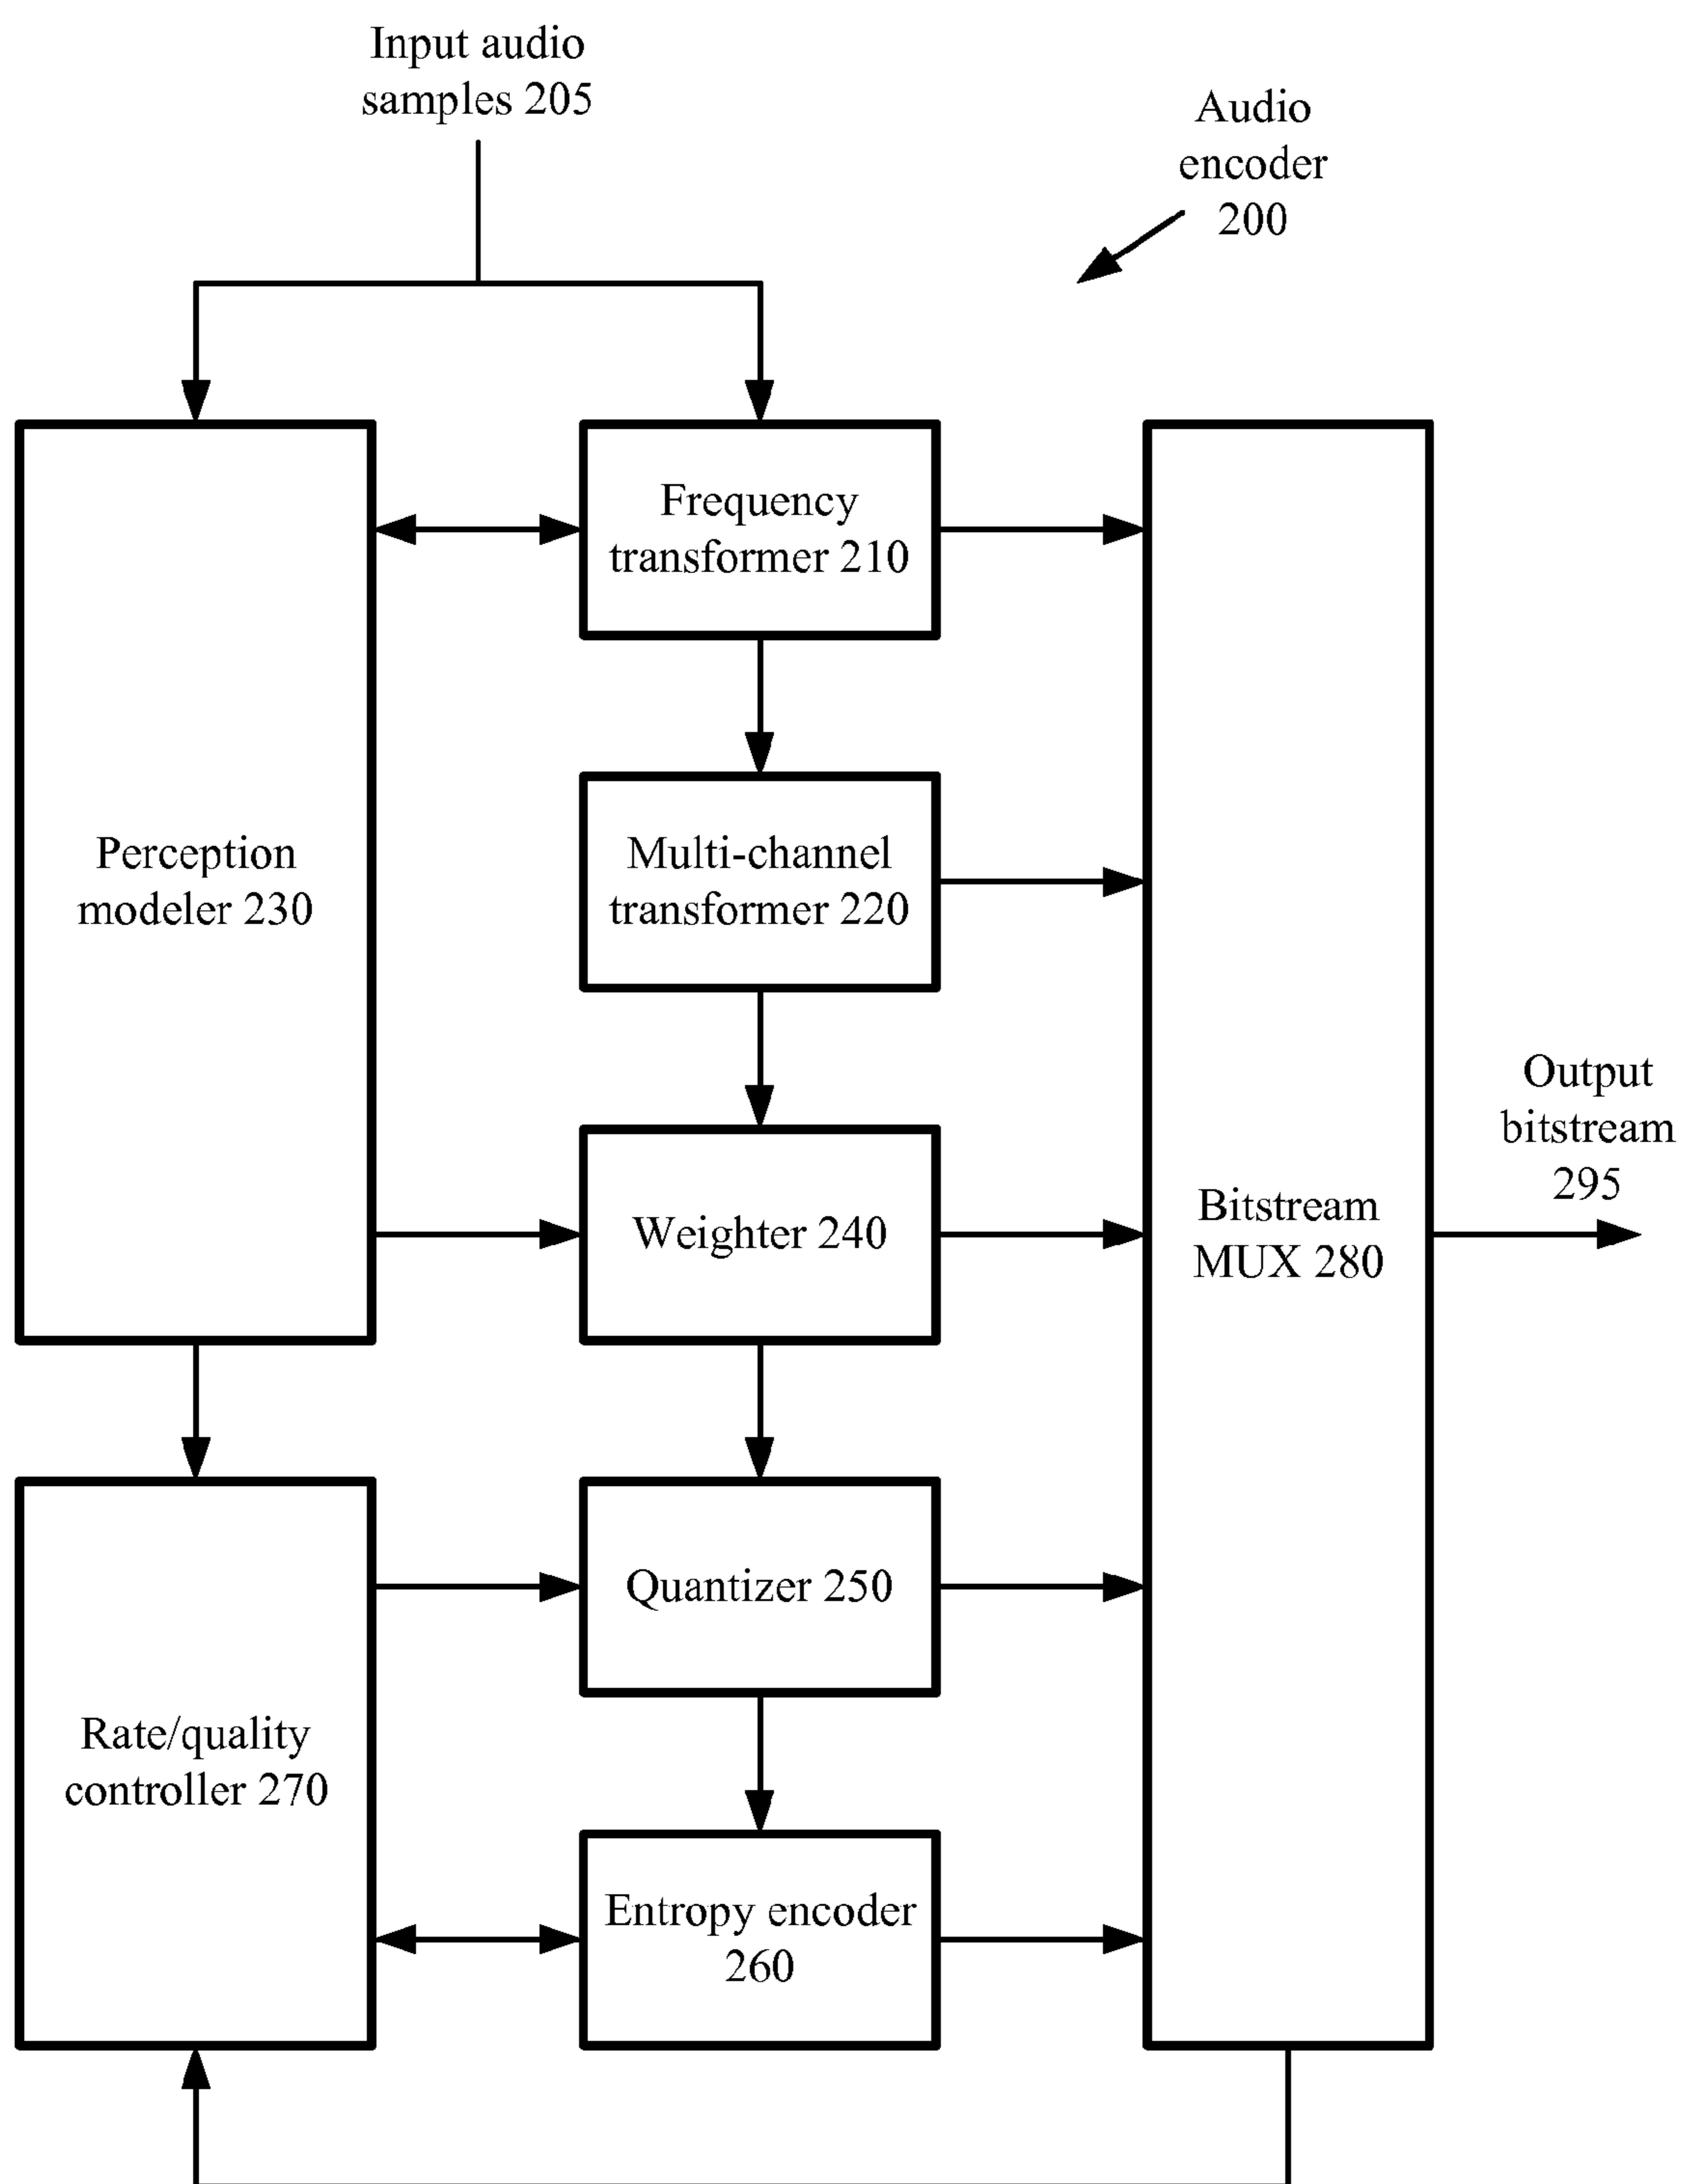 Input audio
samples 205
Audio
encoder
200
Frequency
transformer 210
Perception
modeler 230
Multi-channel
transformer 220
Weighter 240
Bitstream
MUX 280
Output
bitstream
295
Quantizer 250
Rate/quality
controller 270
Entropy encoder
260